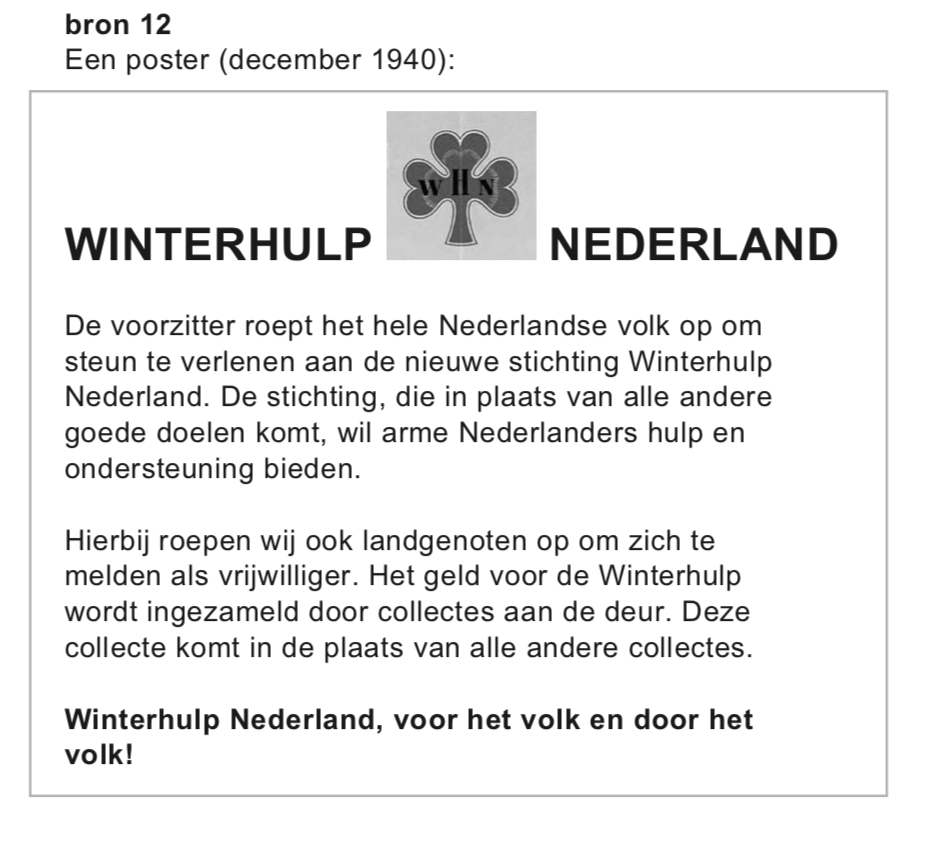 bron 12
Een poster (december 1940):
W H N
WINTERHULP NEDERLAND
De voorzitter roept het hele Nederlandse volk op om
steun te verlenen aan de nieuwe stichting Winterhulp
Nederland. De stichting, die in plaats van alle andere
goede doelen komt, wil arme Nederlanders hulp en
ondersteuning bieden.
Hierbij roepen wij ook landgenoten op om zich te
melden als vrijwilliger. Het geld voor de Winterhulp
wordt ingezameld door collectes aan de deur. Deze
collecte komt in de plaats van alle andere collectes.
Winterhulp Nederland, voor het volk en door het
volk!